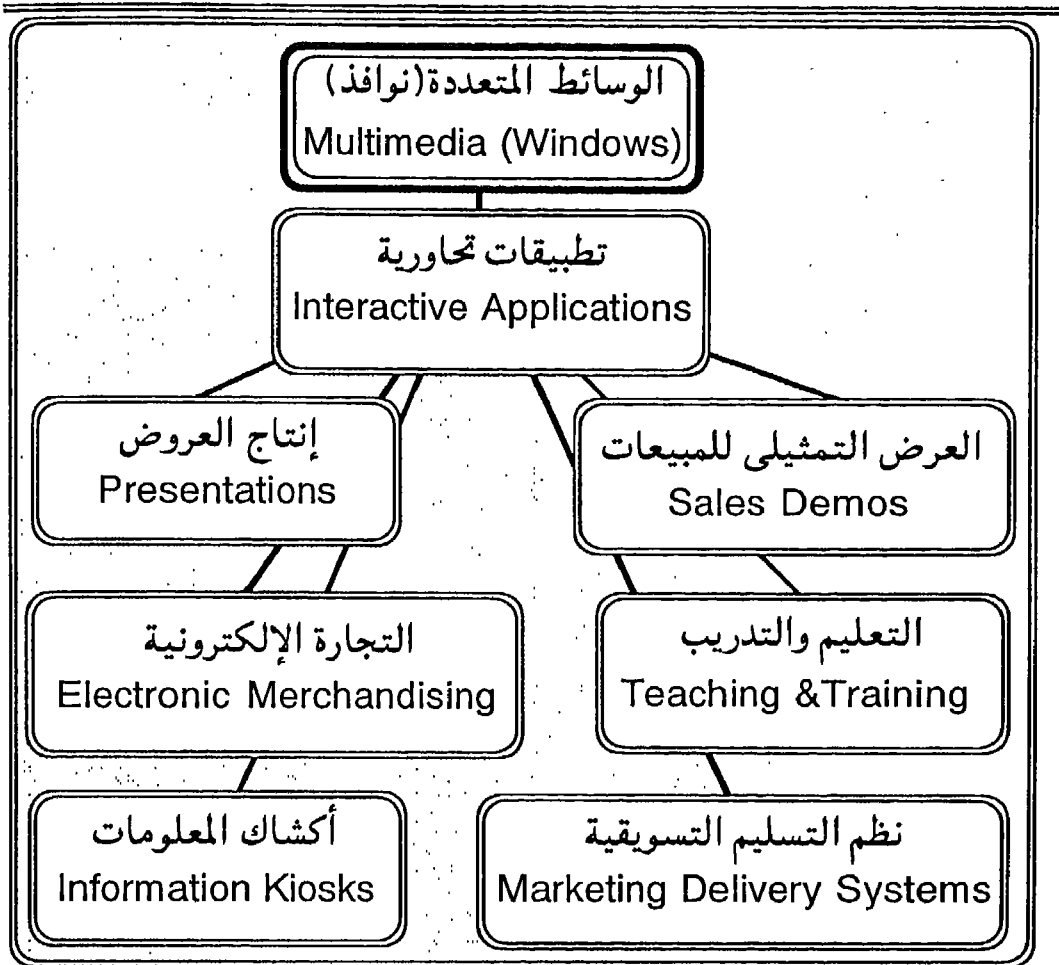 الوسائط المتعددة(نوافذ)
Multimedia (Windows)
تطبيقات تحاورية
Interactive Applications
إنتاج العروض
Presentations
العرض التمثيلى للمبيعات
Sales Demos
التجارة الإلكترونية
Electronic Merchandising
التعليم والتدريب
Teaching &Training
أكشاك المعلومات
Information Kiosks
نظم التسليم التسويقية
Marketing Delivery Systems